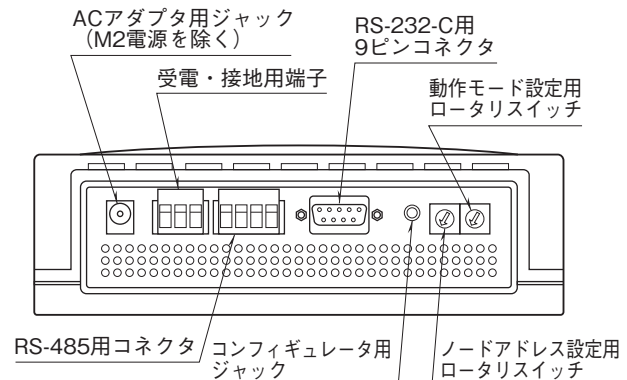 ACアダプタ用ジャック
（M2電源を除く）
受電・接地用端子
RS-232-C用
9ピンコネクタ
動作モード設定用
ロータリスイッチ
RS-485用コネクタ
コンフィギュレータ用
ジャック
ノードアドレス設定用
ロータリスイッチ